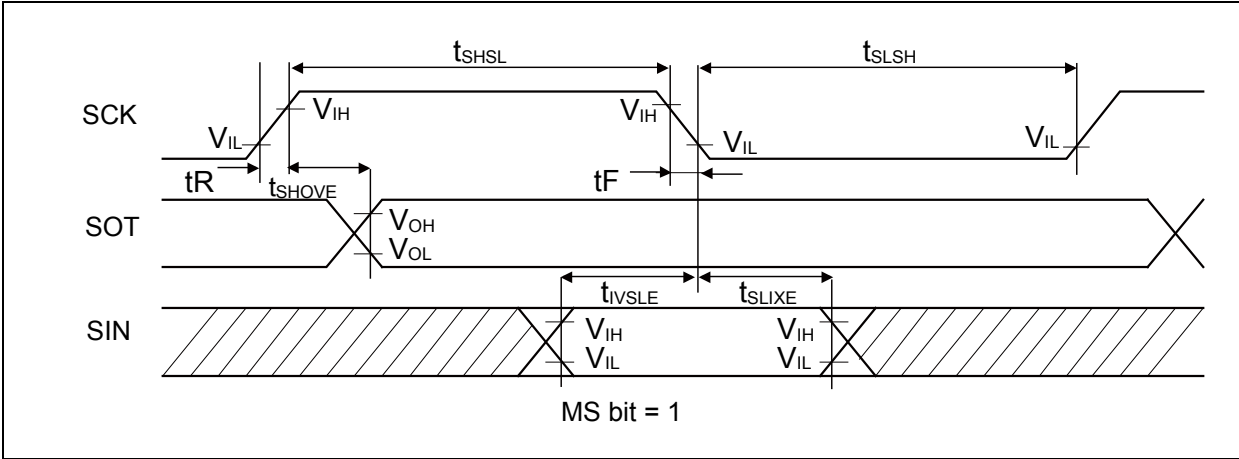 tSHSL
tSLSH
SCK
VIH
VIH
VIL
VIL
VIL
tR
tSHOVE
tF
SOT
VOH
VOL
tIVSLE
tSLIXE
SIN
VIH
VIH
VIL
VIL
MS bit = 1